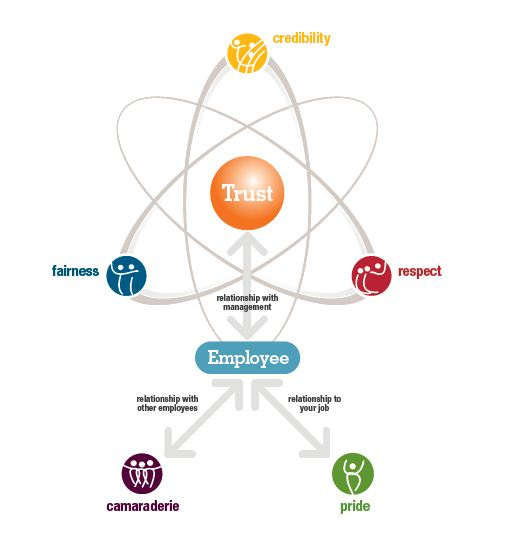 credibility
Trust
fairness
respect
relationship with
management
Employee
relationship with
other employees
relationship to
your job
camaraderie
pride